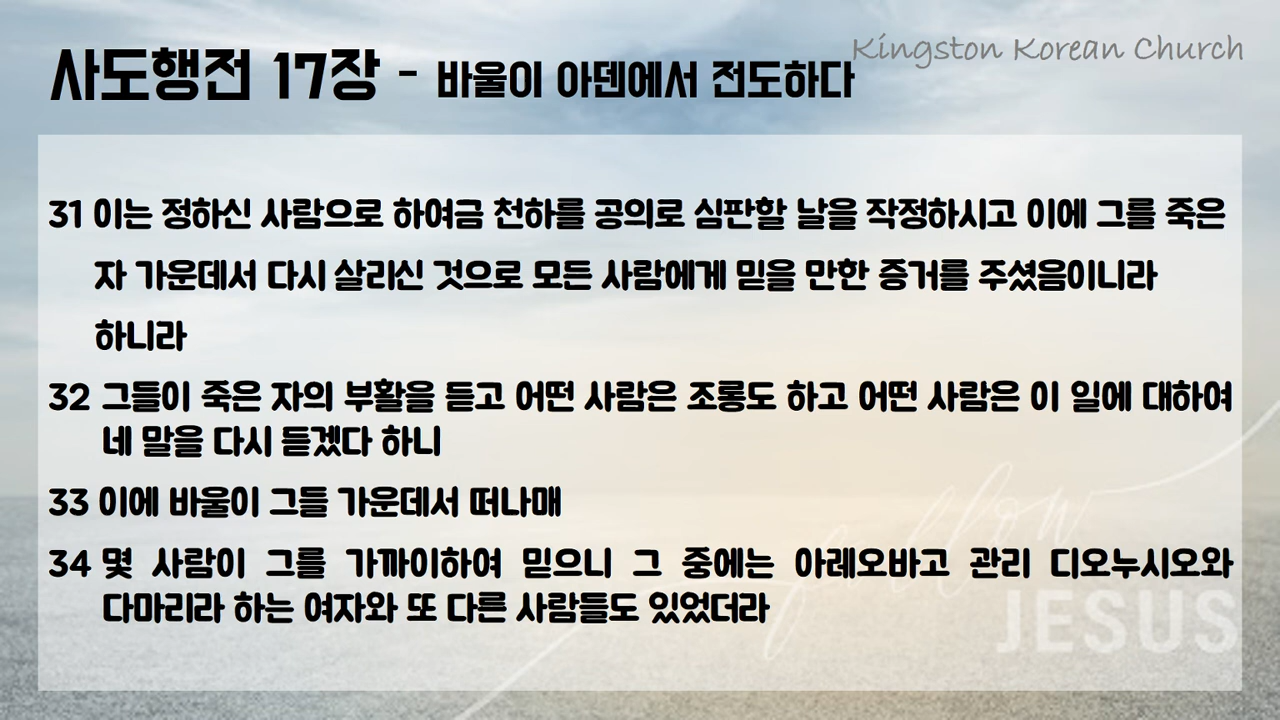 Kingston Korean Church
사도행전 17장 - 바울이 아덴에서 전도하다
31 이는 정하신 사람으로 하여금 천하를 공의로 심판할 날을 작정하시고 이에 그를 죽은
자 가운데서 다시 살리신 것으로 모든 사람에게 믿을 만한 증거를 주셨음이니라
하니라
32 그들이 죽은 자의 부활을 듣고 어떤 사람은 조롱도 하고 어떤 사람은 이 일에 대하여
네 말을 다시 듣겠다 하니
33 이에 바울이 그들 가운데서 떠나매
34 몇 사람이 그를 가까이하여 믿으니 그 중에는 아레오바고 관리 디오누시오와
다마리라 하는 여자와 또 다른 사람들도 있었더라
follow
JESUS